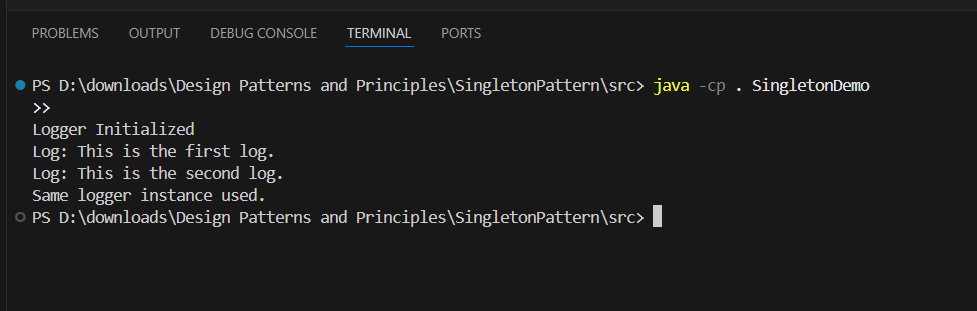 PROBLEMS OUTPUT DEBUG CONSOLE TERMINAL PORTS
PS D:\downloads\Design Patterns and Principles\SingletonPattern\src> java -cp . SingletonDemo
>>
Logger Initialized
Log: This is the first log.
Log: This is the second log.
Same logger instance used.
PS D:\downloads\Design Patterns and Principles\SingletonPattern\src>